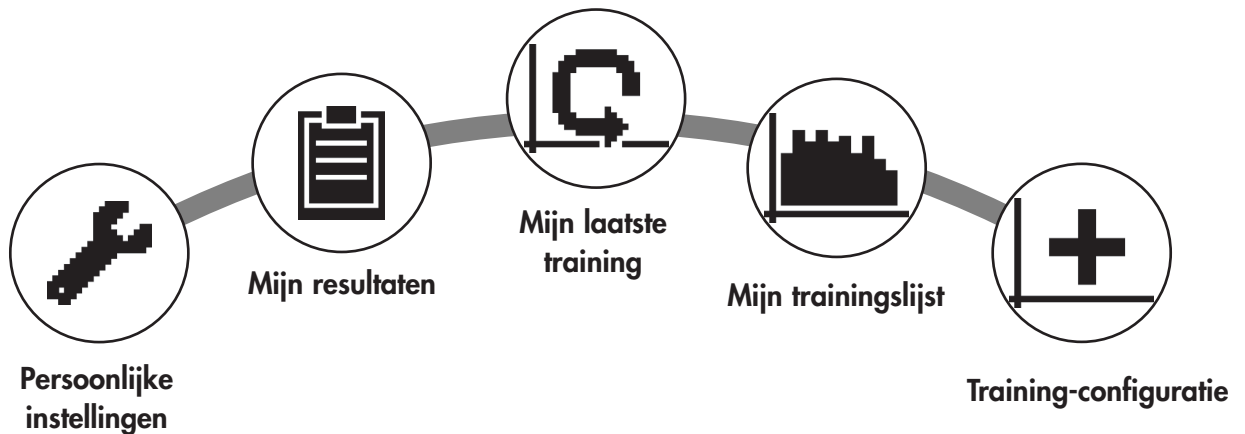 Persoonlijke
instellingen
Mijn resultaten
Mijn laatste
training
Mijn trainingslijst
Training-configuratie